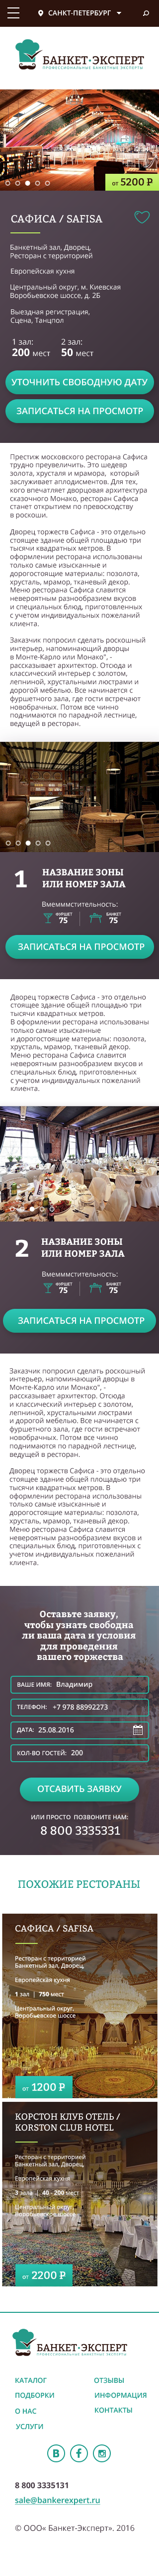 САНКТ-ПЕТЕРБУРГ
БАНКЕТ·ЭКСПЕРТ
ПРОФЕССИОНАЛЬНЫЕ БАНКЕТНЫЕ ЭКСПЕРТЫ
от 5200 ₽
САФИСА / SAFISA
Банкетный зал, Дворец,
Ресторан с территорией
Европейская кухня
Центральный округ, м. Киевская
Воробьевское шоссе, д. 2Б
Выездная регистрация,
Сцена, Танцпол
1 зал: 2 зал:
200 мест 50 мест
УТОЧНИТЬ СВОБОДНУЮ ДАТУ
ЗАПИСАТЬСЯ НА ПРОСМОТР
Престиж московского ресторана Сафиса
трудно преувеличить. Это шедевр
золота, хрусталя и мрамора, который
заслуживает аплодисментов. Для тех,
кого впечатляет дворцовая архитектура
классического Монако, ресторан Сафиса
станет открытием по превосходству
роскоши.
Дворец торжеств Сафиса - это отдельно
стоящее здание общей площадью три
тысячи квадратных метров.
В оформлении ресторана использованы
только самые изысканные и
дорогостоящие материалы: позолота,
хрусталь, мрамор, тканевый декор.
Меню ресторана Сафиса славится
невероятным разнообразием вкусов
и специальных блюд, приготовленных
с учетом индивидуальных пожеланий
клиента.
Заказчик попросил сделать роскошный
интерьер, напоминающий дворцы
в Монте-Карло или Монако", -
рассказывает архитектор. Отсюда и
классический интерьер с золотом,
лепниной, хрустальными люстрами и
дорогой мебелью. Все начинается с
фуршетного зала, где гости встречают
новобрачных. Потом все чинно
поднимаются по парадной лестнице,
ведущей в ресторан.
1 НАЗВАНИЕ ЗОНЫ
ИЛИ НОМЕР ЗАЛА
Вмемммстительность:
ФУРШЕТ 75 БАНКЕТ 75
ЗАПИСАТЬСЯ НА ПРОСМОТР
Дворец торжеств Сафиса - это отдельно
стоящее здание общей площадью три
тысячи квадратных метров.
В оформлении ресторана использованы
только самые изысканные
и дорогостоящие материалы: позолота,
хрусталь, мрамор, тканевый декор.
Меню ресторана Сафиса славится
невероятным разнообразием вкусов и
специальных блюд, приготовленных
с учетом индивидуальных пожеланий
клиента.
2 НАЗВАНИЕ ЗОНЫ
ИЛИ НОМЕР ЗАЛА
Вмемммстительность:
ФУРШЕТ 75 БАНКЕТ 75
ЗАПИСАТЬСЯ НА ПРОСМОТР
Заказчик попросил сделать роскошный
интерьер, напоминающий дворцы в
Монте-Карло или Монако", -
рассказывает архитектор. Отсюда
и классический интерьер с золотом,
лепниной, хрустальными люстрами
и дорогой мебелью. Все начинается с
фуршетного зала, где гости встречают
новобрачных. Потом все чинно
поднимаются по парадной лестнице,
ведущей в ресторан.
Дворец торжеств Сафиса - это отдельно
стоящее здание общей площадью три
тысячи квадратных метров. В
оформлении ресторана использованы
только самые изысканные и
дорогостоящие материалы: позолота,
хрусталь, мрамор, тканевый декор.
Меню ресторана Сафиса славится
невероятным разнообразием вкусов и
специальных блюд, приготовленных с
учетом индивидуальных пожеланий
клиента.
Оставьте заявку,
чтобы узнать свободна
ли ваша дата и условия
для проведения
вашего торжества
ВАШЕ ИМЯ: Владимир
ТЕЛЕФОН: +7 978 88992273
ДАТА: 25.08.2016
КОЛ-ВО ГОСТЕЙ: 200
ОТСАВИТЬ ЗАЯВКУ
ИЛИ ПРОСТО ПОЗВОНИТЕ НАМ:
8 800 3335331
ПОХОЖИЕ РЕСТОРАНЫ
САФИСА / SAFISA
Ресторан с территорией
Банкетный зал, Дворец,
Европейская кухня
1 зал | 750 мест
Центральный округ,
Воробьевское шоссе
от 1200 ₽
КОРСТОН КЛУБ ОТЕЛЬ /
KORSTON CLUB HOTEL
Ресторан с территорией
Банкетный зал, Дворец,
Европейская кухня
3 зала | 40 - 200 мест
Центральный округ,
Воробьевское шоссе
от 2200 ₽
БАНКЕТ·ЭКСПЕРТ
ПРОФЕССИОНАЛЬНЫЕ БАНКЕТНЫЕ ЭКСПЕРТЫ
КАТАЛОГ ОТЗЫВЫ
ПОДБОРКИ ИНФОРМАЦИЯ
О НАС КОНТАКТЫ
УСЛУГИ
8 800 3335131
sale@bankerexpert.ru
© ООО« Банкет-Эксперт». 2016